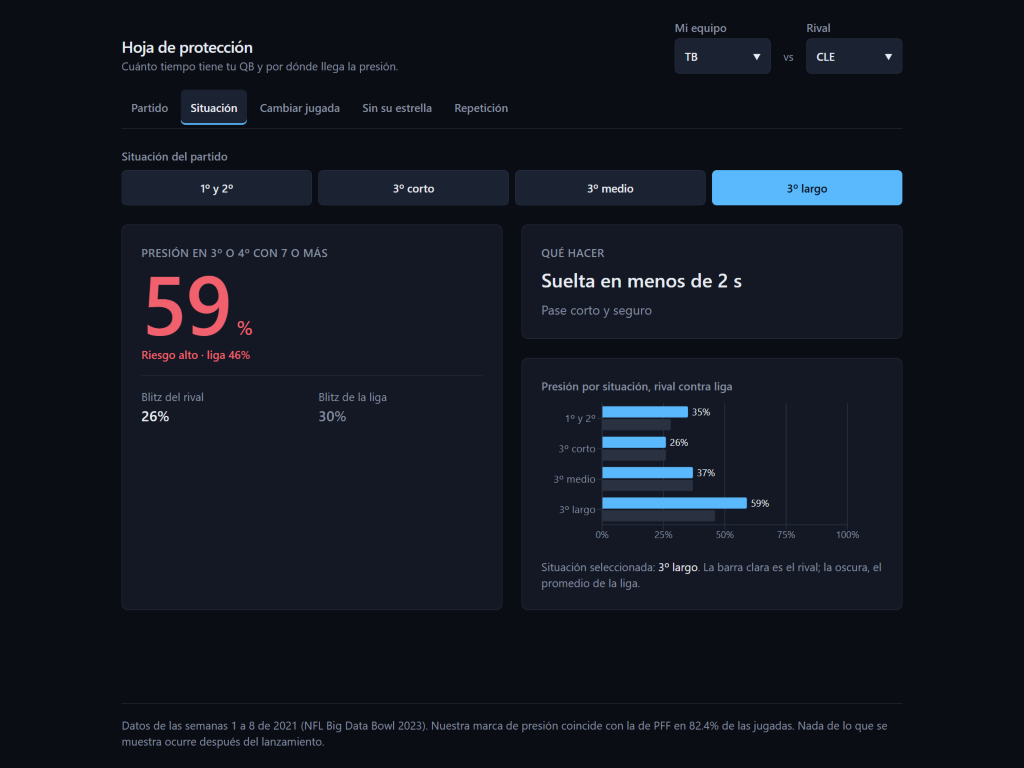 Hoja de protección
Cuánto tiempo tiene tu QB y por dónde llega la presión.
Mi equipo
TB
vs
Rival
CLE
Partido
Situación
Cambiar jugada
Sin su estrella
Repetición
Situación del partido
1º y 2º
3º corto
3º medio
3º largo
PRESIÓN EN 3º O 4º CON 7 O MÁS
59 %
Riesgo alto · liga 46%
Blitz del rival
26%
Blitz de la liga
30%
QUÉ HACER
Suelta en menos de 2 s
Pase corto y seguro
Presión por situación, rival contra liga
1º y 2º
35%
3º corto
26%
3º medio
37%
3º largo
59%
0%
25%
50%
75%
100%
Situación seleccionada: 3º largo. La barra clara es el rival; la oscura, el
promedio de la liga.
Datos de las semanas 1 a 8 de 2021 (NFL Big Data Bowl 2023). Nuestra marca de presión coincide con la de PFF en 82.4% de las jugadas. Nada de lo que se
muestra ocurre después del lanzamiento.